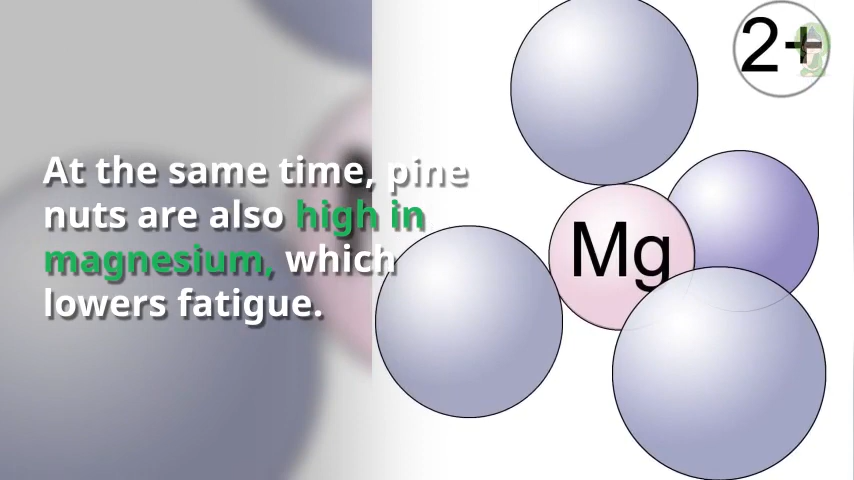 2+
At the same time, pine
nuts are also high in
magnesium, which
lowers fatigue.
Mg